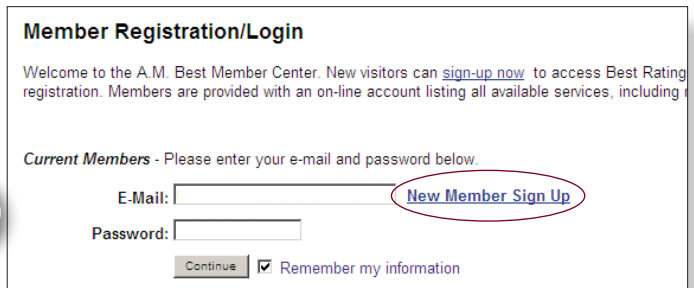 Member Registration/Login
Welcome to the A.M. Best Member Center. New visitors can sign-up now to access Best Rating
registration. Members are provided with an on-line account listing all available services, including
Current Members - Please enter your e-mail and password below.
E-Mail: New Member Sign Up
Password:
Continue Remember my information